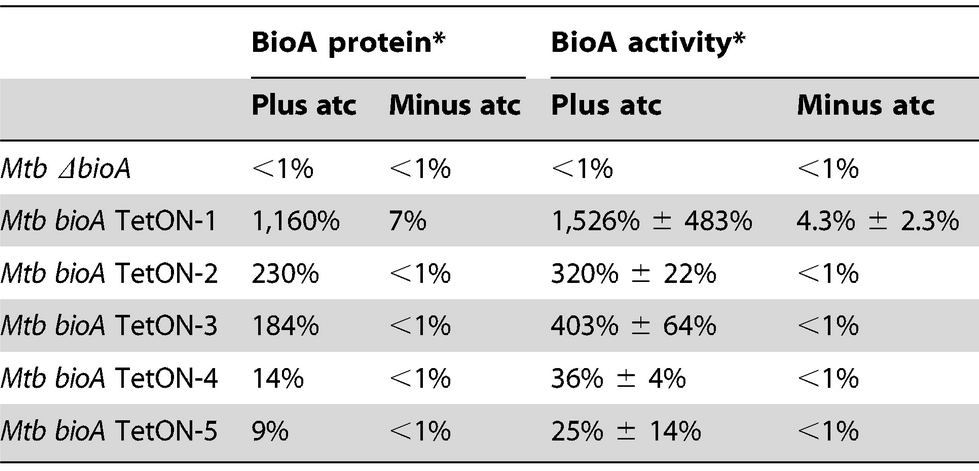 BioA protein* BioA activity*
Plus atc Minus atc Plus atc Minus atc
Mtb ΔbioA <1% <1% <1% <1%
Mtb bioA TetON-1 1,160% 7% 1,526% ± 483% 4.3% ± 2.3%
Mtb bioA TetON-2 230% <1% 320% ± 22% <1%
Mtb bioA TetON-3 184% <1% 403% ± 64% <1%
Mtb bioA TetON-4 14% <1% 36% ± 4% <1%
Mtb bioA TetON-5 9% <1% 25% ± 14% <1%